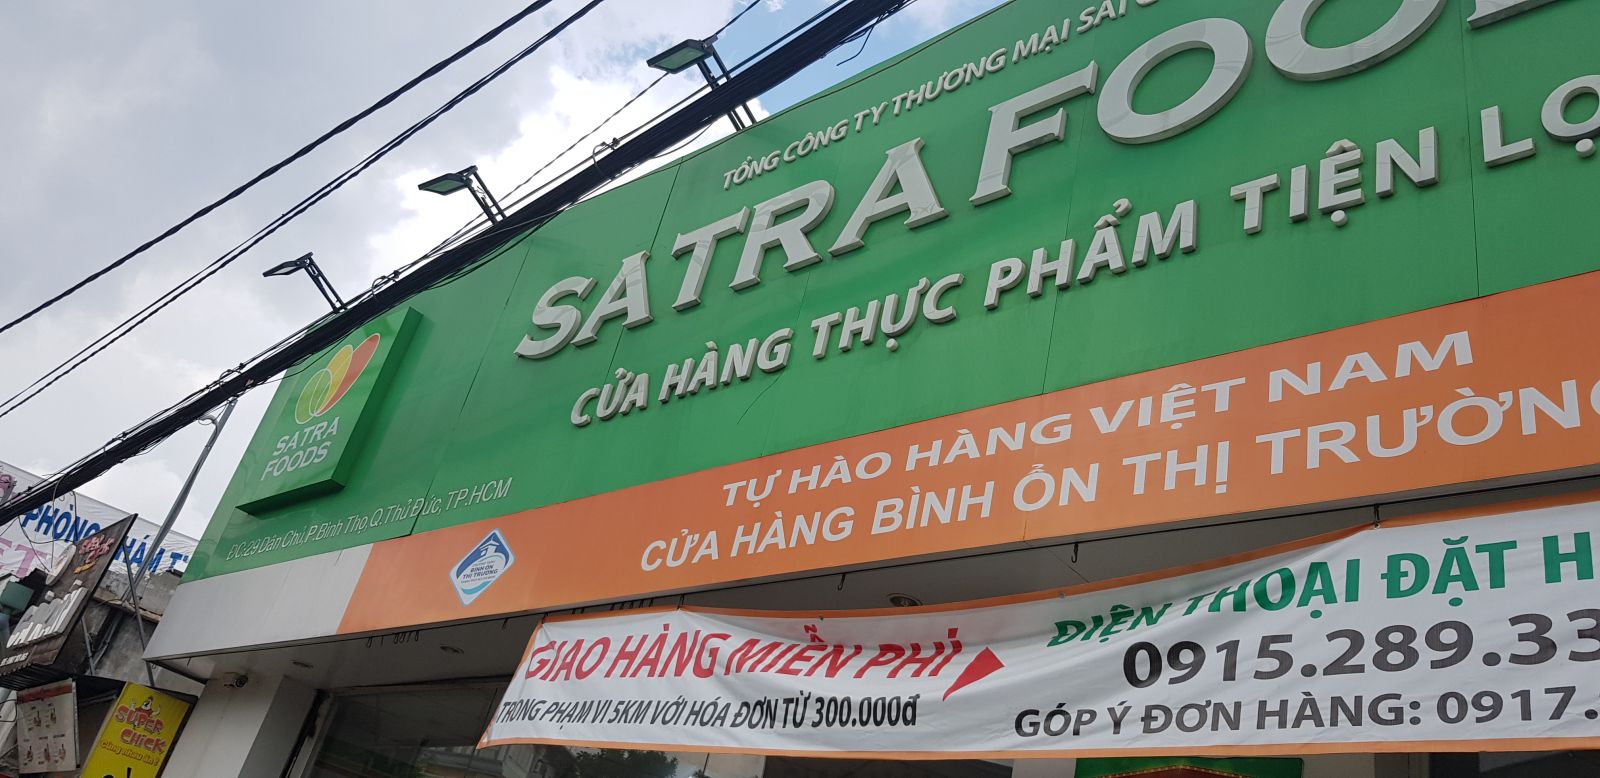 TỔNG CÔNG TY THƯƠNG MẠI SÀI
SATRA FOO
CỬA HÀNG THỰC PHẨM TIỆN LỢ
SATRA
FOODS
ĐC:29 Dân Chủ,P.Bình Thọ,Q.Thủ Đức,TP.HCM
TỰ HÀO HÀNG VIỆT NAM
CỬA HÀNG BÌNH ỔN THỊ TRƯỜNG
BÌNH ỔN
THỊ TRƯỜNG
GIAO HÀNG MIỄN PHÍ
TRONG PHẠM VI 5KM VỚI HÓA ĐƠN TỪ 300.000đ
ĐIỆN THOẠI ĐẶT H
0915.289.33
GÓP Ý ĐƠN HÀNG: 0917.
PHÒNG KHÁM T
SUPER
CHICK